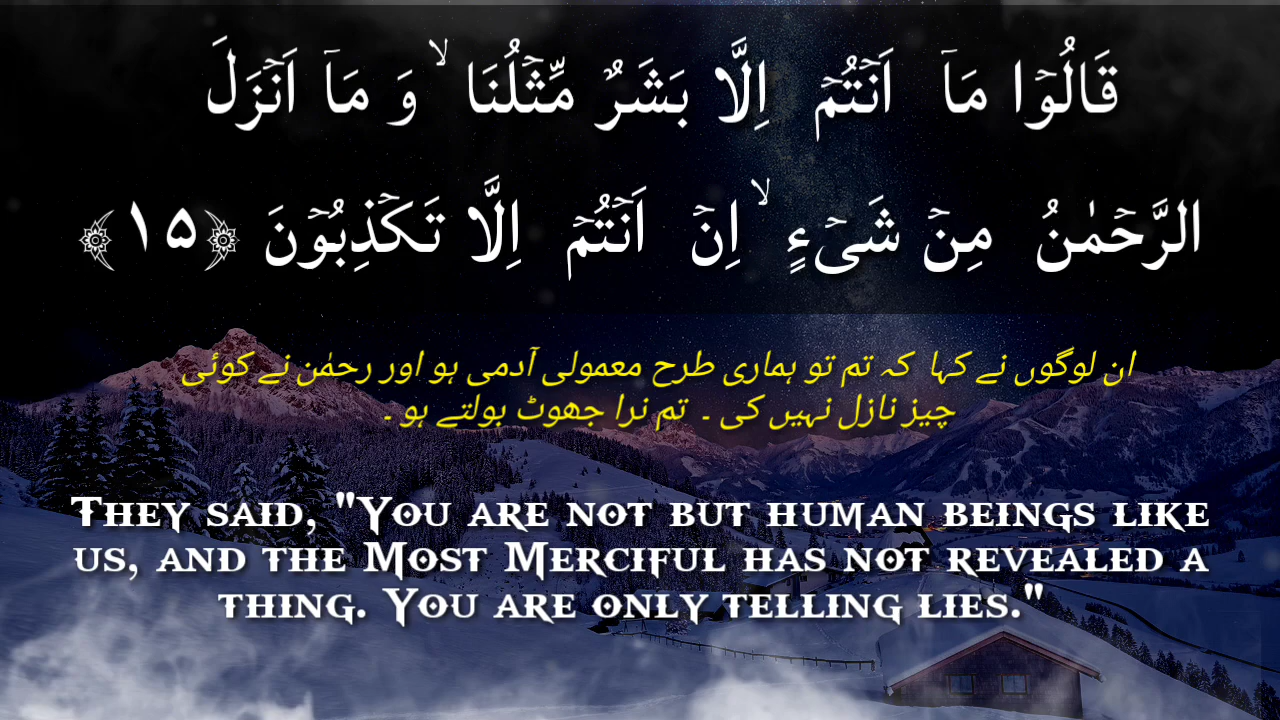 قَالُوۡا مَاۤ اَنۡتُمۡ اِلَّا بَشَرٌ مِّثۡلُنَا ۙ وَ مَاۤ اَنۡزَلَ
الرَّحۡمٰنُ مِنۡ شَیۡءٍ ۙ اِنۡ اَنۡتُمۡ اِلَّا تَکۡذِبُوۡنَ ﴿۱۵﴾
ان لوگوں نے کہا کہ تم تو ہماری طرح معمولی آدمی ہو اور رحمٰن نے کوئی
چیز نازل نہیں کی ۔ تم نرا جھوٹ بولتے ہو ۔
They said, "You are not but human beings like
us, and the Most Merciful has not revealed a
thing. You are only telling lies."